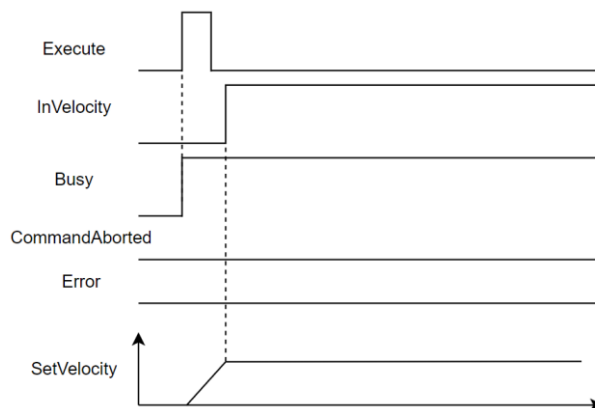 Execute
InVelocity
Busy
CommandAborted
Error
SetVelocity